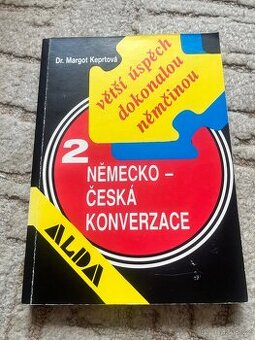 Dr. Margot Keprtová
větší úspěch
dokonalou
němčinou
2
NĚMECKO –
ČESKÁ
KONVERZACE
ALDA